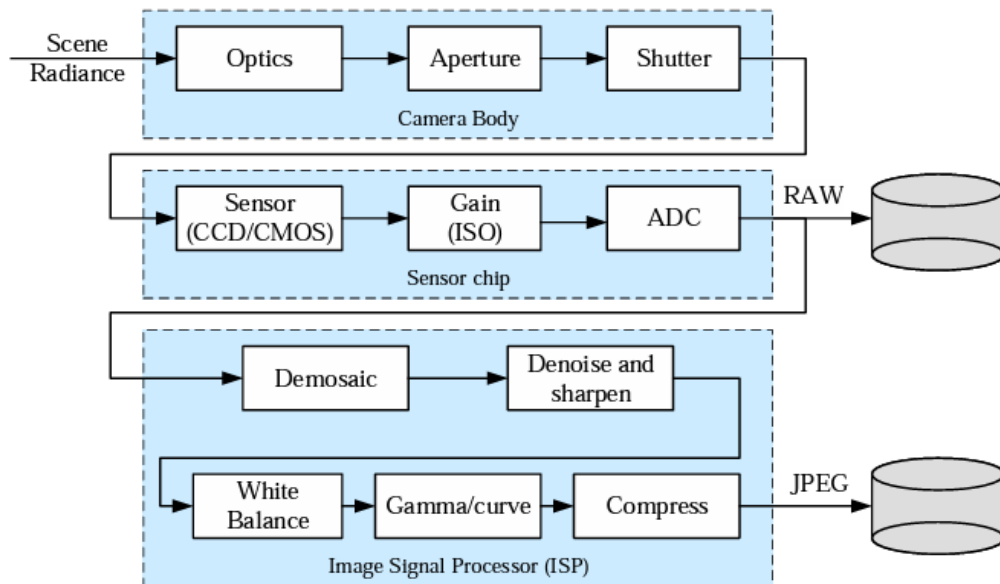 Scene
Radiance
Optics
Aperture
Shutter
Camera Body
Sensor
(CCD/CMOS)
Gain
(ISO)
ADC
RAW
Sensor chip
Demosaic
Denoise and
sharpen
White
Balance
Gamma/curve
Compress
JPEG
Image Signal Processor (ISP)